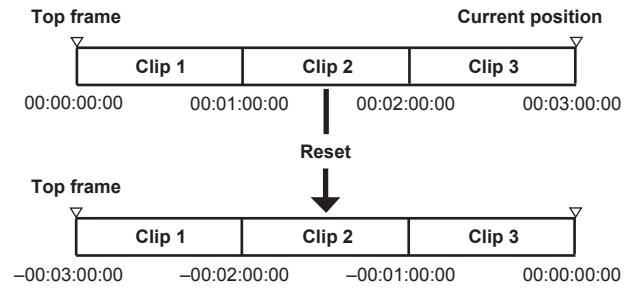 Top frame Current position
Clip 1 Clip 2 Clip 3
00:00:00:00 00:01:00:00 00:02:00:00 00:03:00:00
Reset
Top frame
Clip 1 Clip 2 Clip 3
–00:03:00:00 –00:02:00:00 –00:01:00:00 00:00:00:00